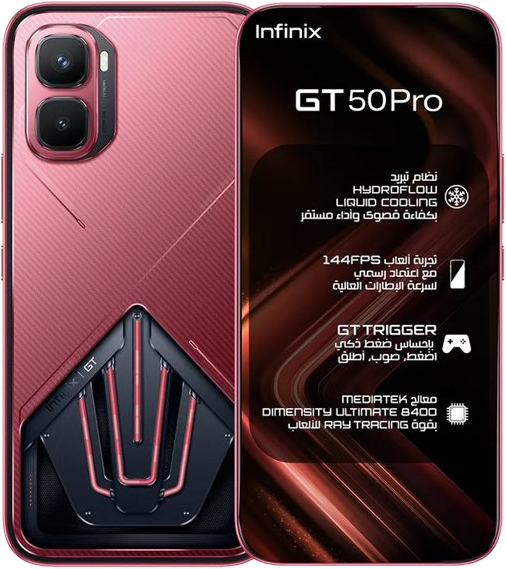 Infinix
GT 50 Pro
نظام تبريد
HYDROFLOW
LIQUID COOLING
بكفاءة قصوى وأداء مستقر
تجربة ألعاب 144FPS
مع اعتماد رسمي
لسرعة الإطارات العالية
GT TRIGGER
بإحساس ضغط ذكي
اضغط، صوب، أطلق
معالج MEDIATEK
DIMENSITY ULTIMATE 8400
بقوة RAY TRACING للألعاب
Infinix | GT